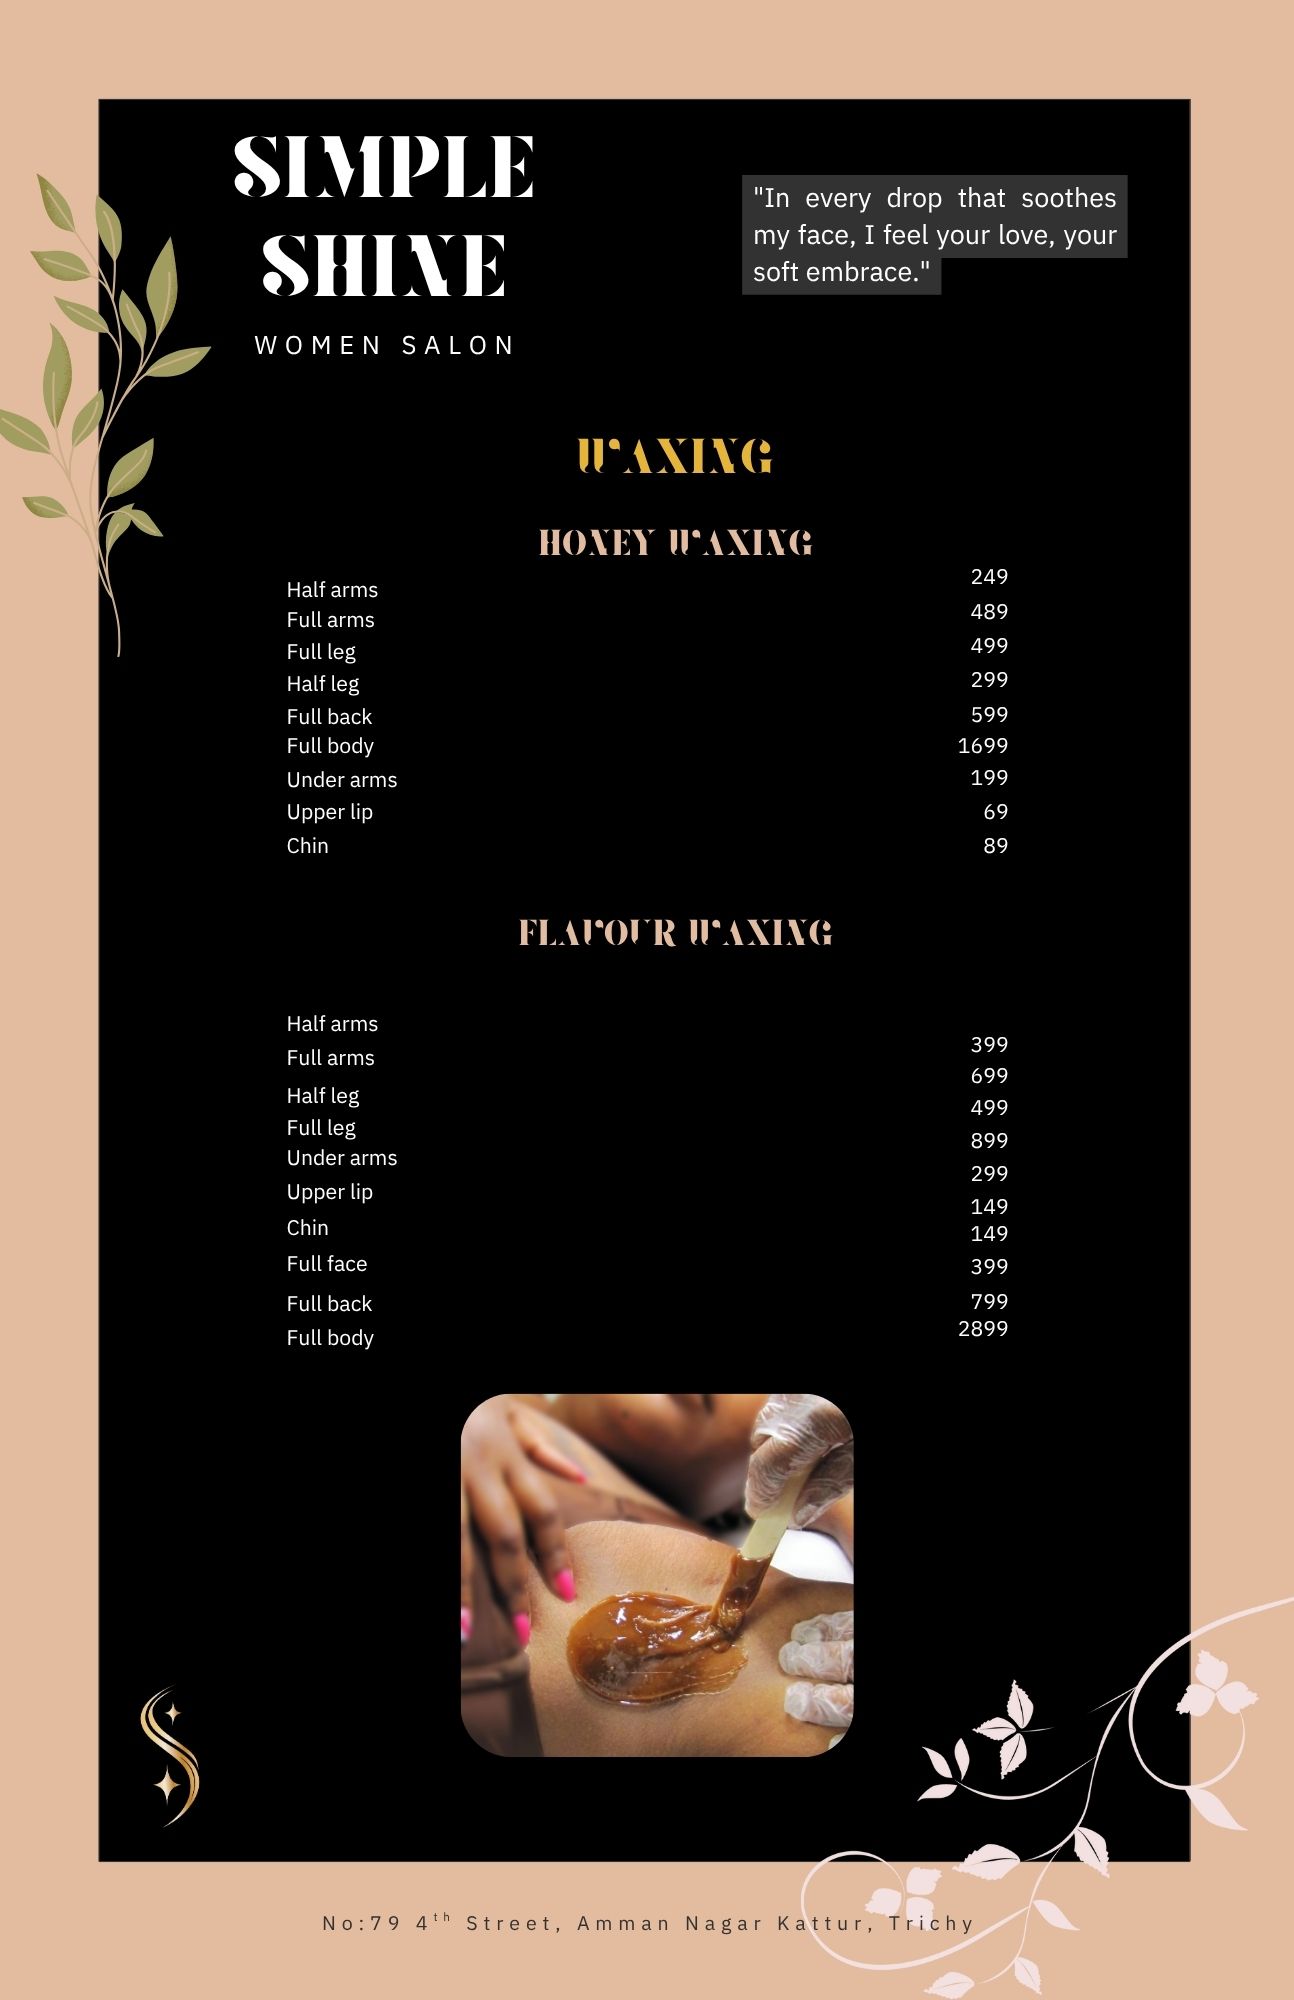 SIMPLE
SHINE
WOMEN SALON
"In every drop that soothes
my face, I feel your love, your
soft embrace."
WAXING
HONEY WAXING
Half arms 249
Full arms 489
Full leg 499
Half leg 299
Full back 599
Full body 1699
Under arms 199
Upper lip 69
Chin 89
FLAVOUR WAXING
Half arms 399
Full arms 699
Half leg 499
Full leg 899
Under arms 299
Upper lip 149
Chin 149
Full face 399
Full back 799
Full body 2899
No:79 4th Street, Amman Nagar Kattur, Trichy